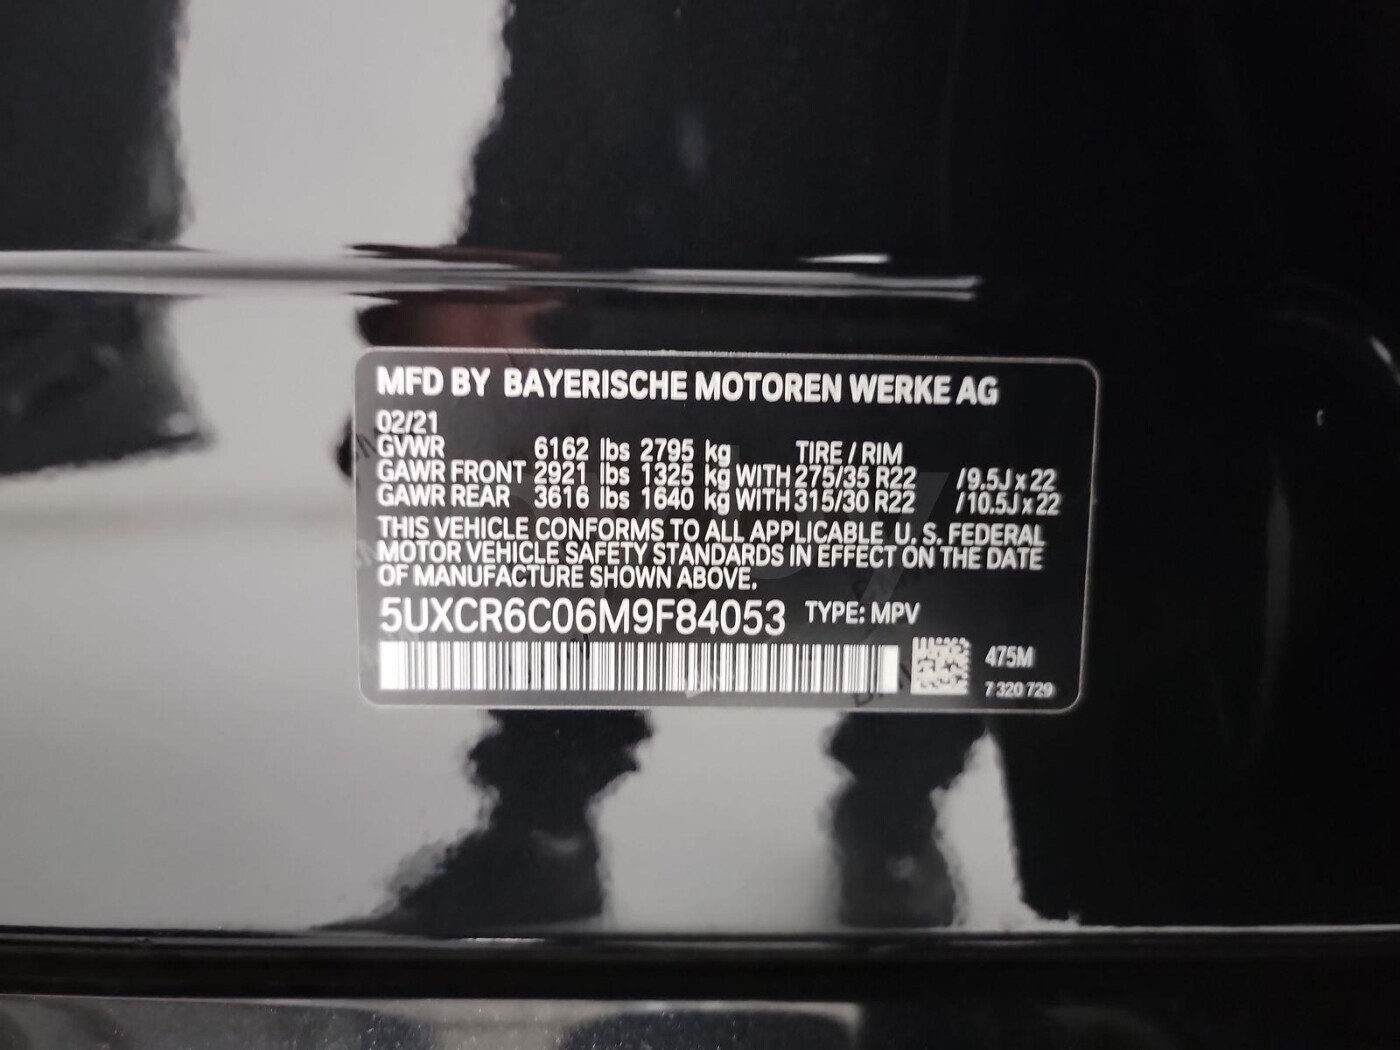 MFD BY BAYERISCHE MOTOREN WERKE AG
02/21
GVWR 6162 lbs 2795 kg TIRE / RIM
GAWR FRONT 2921 lbs 1325 kg WITH 275/35 R22 /9.5J x 22
GAWR REAR 3616 lbs 1640 kg WITH 315/30 R22 /10.5J x 22
THIS VEHICLE CONFORMS TO ALL APPLICABLE U. S. FEDERAL
MOTOR VEHICLE SAFETY STANDARDS IN EFFECT ON THE DATE
OF MANUFACTURE SHOWN ABOVE.
5UXCR6C06M9F84053 TYPE: MPV
475M
7 320 729